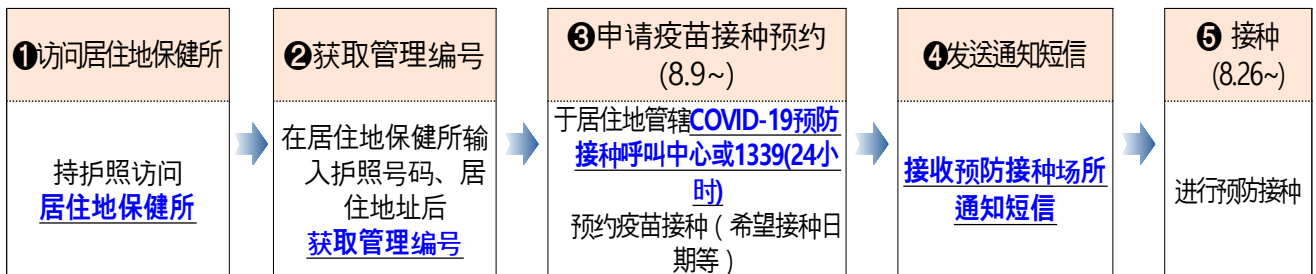 ❶访问居住地保健所
持护照访问
居住地保健所
❷获取管理编号
在居住地保健所输
入护照号码、居
住地址后
获取管理编号
❸申请疫苗接种预约
(8.9~)
于居住地管辖COVID-19预防
接种呼叫中心或1339(24小
时)
预约疫苗接种（希望接种日
期等）
❹发送通知短信
接收预防接种场所
通知短信
❺ 接种
(8.26~)
进行预防接种